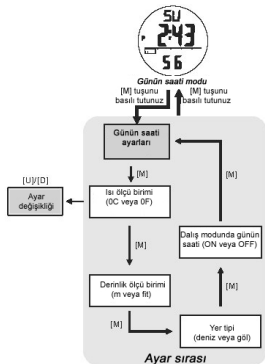 SU
P 2:43
56
Günün saati modu
[M] tuşunu
basılı tutunuz
[M] tuşunu
basılı tutunuz
Günün saati
ayarları
[M]
[U]/[D]
Ayar
değişikliği
Isı ölçü birimi
(0C veya 0F)
[M]
Dalış modunda günün
saati (ON veya OFF)
[M]
Derinlik ölçü birimi
(m veya fit)
[M]
[M]
Yer tipi
(deniz veya göl)
Ayar sırası